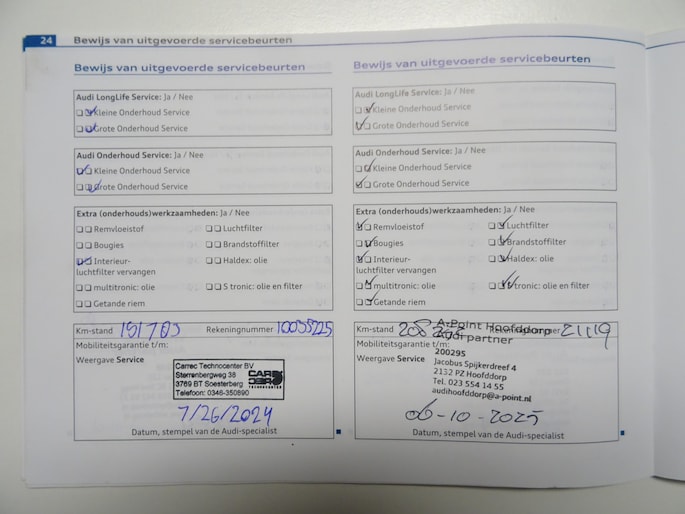 24 Bewijs van uitgevoerde servicebeurten
Bewijs van uitgevoerde servicebeurten
Audi LongLife Service: Ja / Nee
Kleine Onderhoud Service
Grote Onderhoud Service
Audi Onderhoud Service: Ja / Nee
Kleine Onderhoud Service
Grote Onderhoud Service
Extra (onderhouds)werkzaamheden: Ja / Nee
Remvloeistof Luchtfilter
Bougies Brandstoffilter
Interieur- Haldex: olie
luchtfilter vervangen
multitronic: olie S tronic: olie en filter
Getande riem
Km-stand 191785 Rekeningnummer 10055225
Mobiliteitsgarantie t/m:
Weergave Service
Carrec Technocenter BV
Sterrenbergweg 38
3769 BT Soesterberg
Telefoon: 0346-350890
CAR
7/26/2024
Datum, stempel van de Audi-specialist
Bewijs van uitgevoerde servicebeurten
Audi LongLife Service: Ja / Nee
Kleine Onderhoud Service
Grote Onderhoud Service
Audi Onderhoud Service: Ja / Nee
Kleine Onderhoud Service
Grote Onderhoud Service
Extra (onderhouds)werkzaamheden: Ja / Nee
Remvloeistof Luchtfilter
Bougies Brandstoffilter
Interieur- Haldex: olie
luchtfilter vervangen
multitronic: olie S tronic: olie en filter
Getande riem
Km-stand Rekeningnummer 21119
A-Point Hoofddorp
Audi partner
Mobiliteitsgarantie t/m:
200295
Weergave Service
Jacobus Spijkerdreef 4
2132 PZ Hoofddorp
Tel. 023 554 14 55
audihoofddorp@a-point.nl
06-10-2025
Datum, stempel van de Audi-specialist